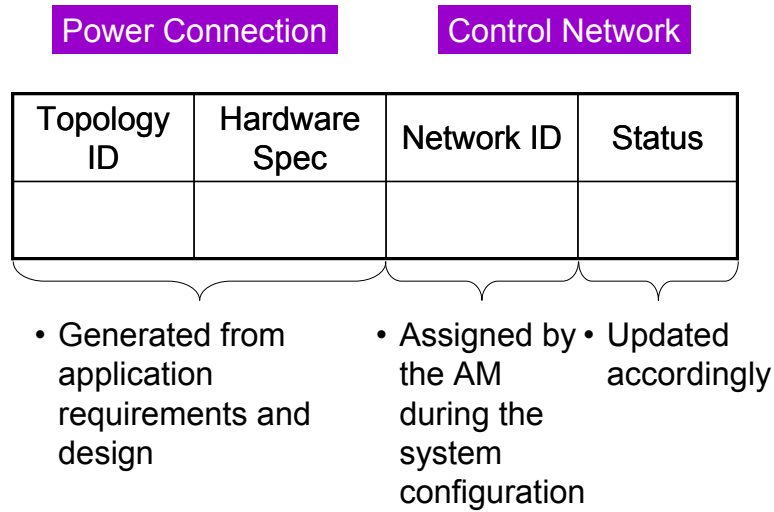 Power Connection
Control Network
Topology
ID
Hardware
Spec
Network ID
Status
• Generated from
application
requirements and
design
• Assigned by
the AM
during the
system
configuration
• Updated
accordingly